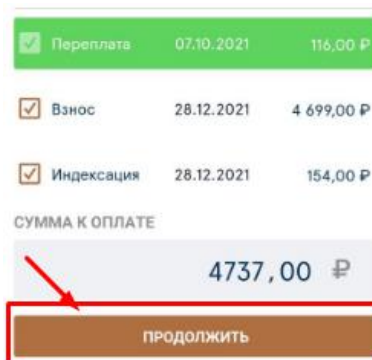 Переплата 07.10.2021 116,00 ₽
Взнос 28.12.2021 4 699,00 ₽
Индексация 28.12.2021 154,00 ₽
СУММА К ОПЛАТЕ
4737,00 ₽
ПРОДОЛЖИТЬ